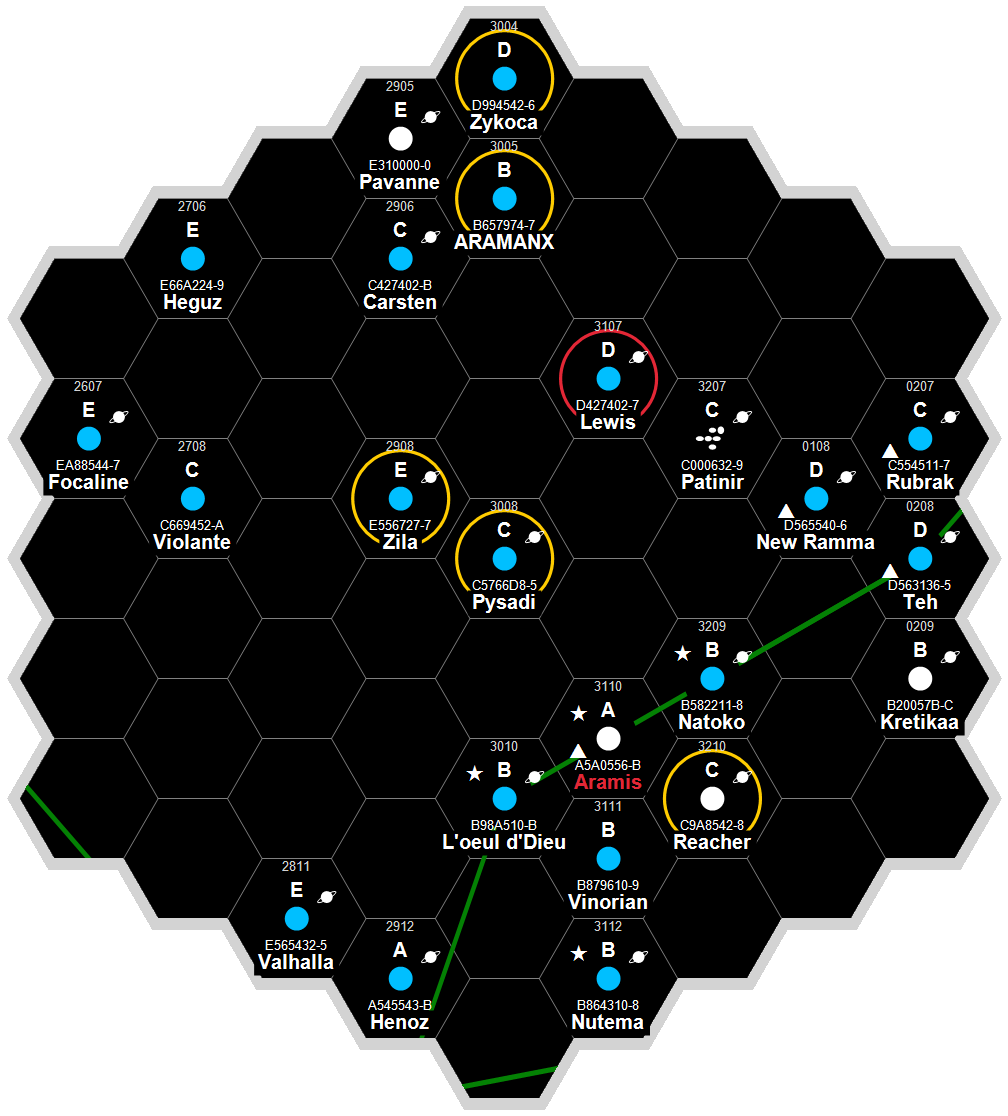 3004
D
D994542-6
Zykoca
2905
E
E310000-0
Pavanne
3005
B
B657974-7
ARAMANX
2706
E
E66A224-9
Heguz
2906
C
C427402-B
Carsten
3107
D
D427402-7
Lewis
2607
E
EA88544-7
Focaline
3207
C
C000632-9
Patinir
0207
C
C554511-7
Rubrak
2708
C
C669452-A
Violante
2908
E
E556727-7
Zila
0108
D
D565540-6
New Ramma
3008
C
C5766D8-5
Pysadi
0208
D
D563136-5
Teh
3209
B
B582211-8
Natoko
0209
B
B20057B-C
Kretikaa
3110
A
A5A0556-B
Aramis
3010
B
B98A510-B
L'oeul d'Dieu
3210
C
C9A8542-8
Reacher
3111
B
B879610-9
Vinorian
2811
E
E565432-5
Valhalla
2912
A
A545543-B
Henoz
3112
B
B864310-8
Nutema